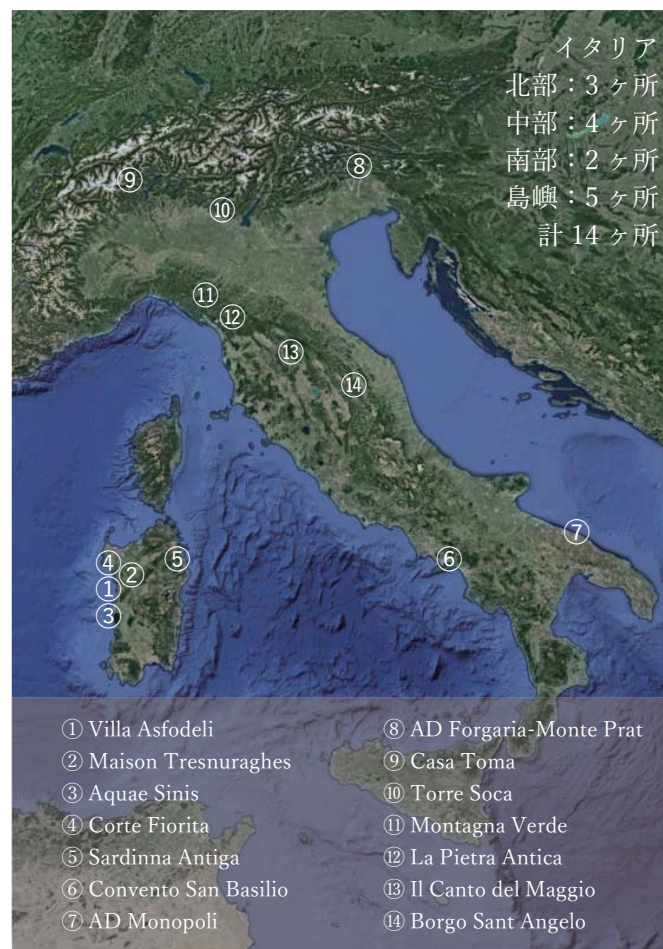 イタリア
北部：3 ヶ所
中部：4 ヶ所
南部：2 ヶ所
島嶼：5 ヶ所
計 14 ヶ所
⑧
⑨
⑩
⑪
⑫
⑬
⑭
⑦
④
⑤
②
⑥
①
③
① Villa Asfodeli
② Maison Tresnuraghes
③ Aquae Sinis
④ Corte Fiorita
⑤ Sardinna Antiga
⑥ Convento San Basilio
⑦ AD Monopoli
⑧ AD Forgaria-Monte Prat
⑨ Casa Toma
⑩ Torre Soca
⑪ Montagna Verde
⑫ La Pietra Antica
⑬ Il Canto del Maggio
⑭ Borgo Sant Angelo